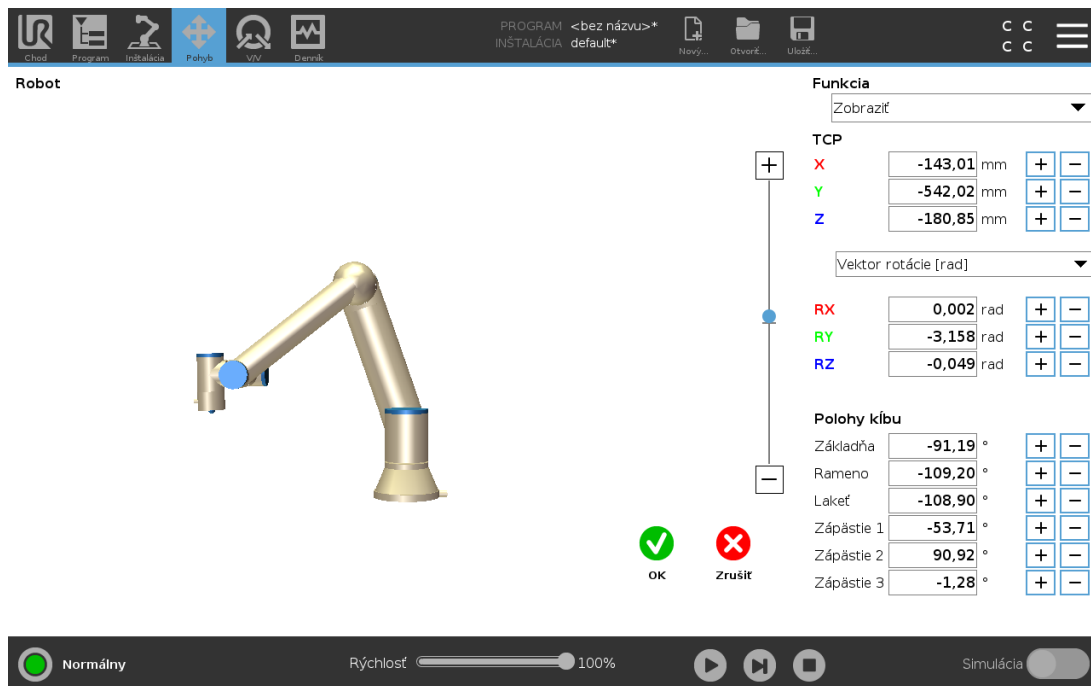 UR
PROGRAM <bez názvu>*
INŠTALÁCIA default*
C C
C C
Chod Program Inštalácia Pohyb V/V Denník Nový... Otvoriť... Uložiť...
Robot
Funkcia
Zobraziť
TCP
X -143,01 mm + −
Y -542,02 mm + −
Z -180,85 mm + −
Vektor rotácie [rad]
RX 0,002 rad + −
RY -3,158 rad + −
RZ -0,049 rad + −
Polohy kĺbu
Základňa -91,19 ° + −
Rameno -109,20 ° + −
Lakeť -108,90 ° + −
Zápästie 1 -53,71 ° + −
Zápästie 2 90,92 ° + −
Zápästie 3 -1,28 ° + −
OK Zrušiť
Normálny Rýchlosť 100% Simulácia